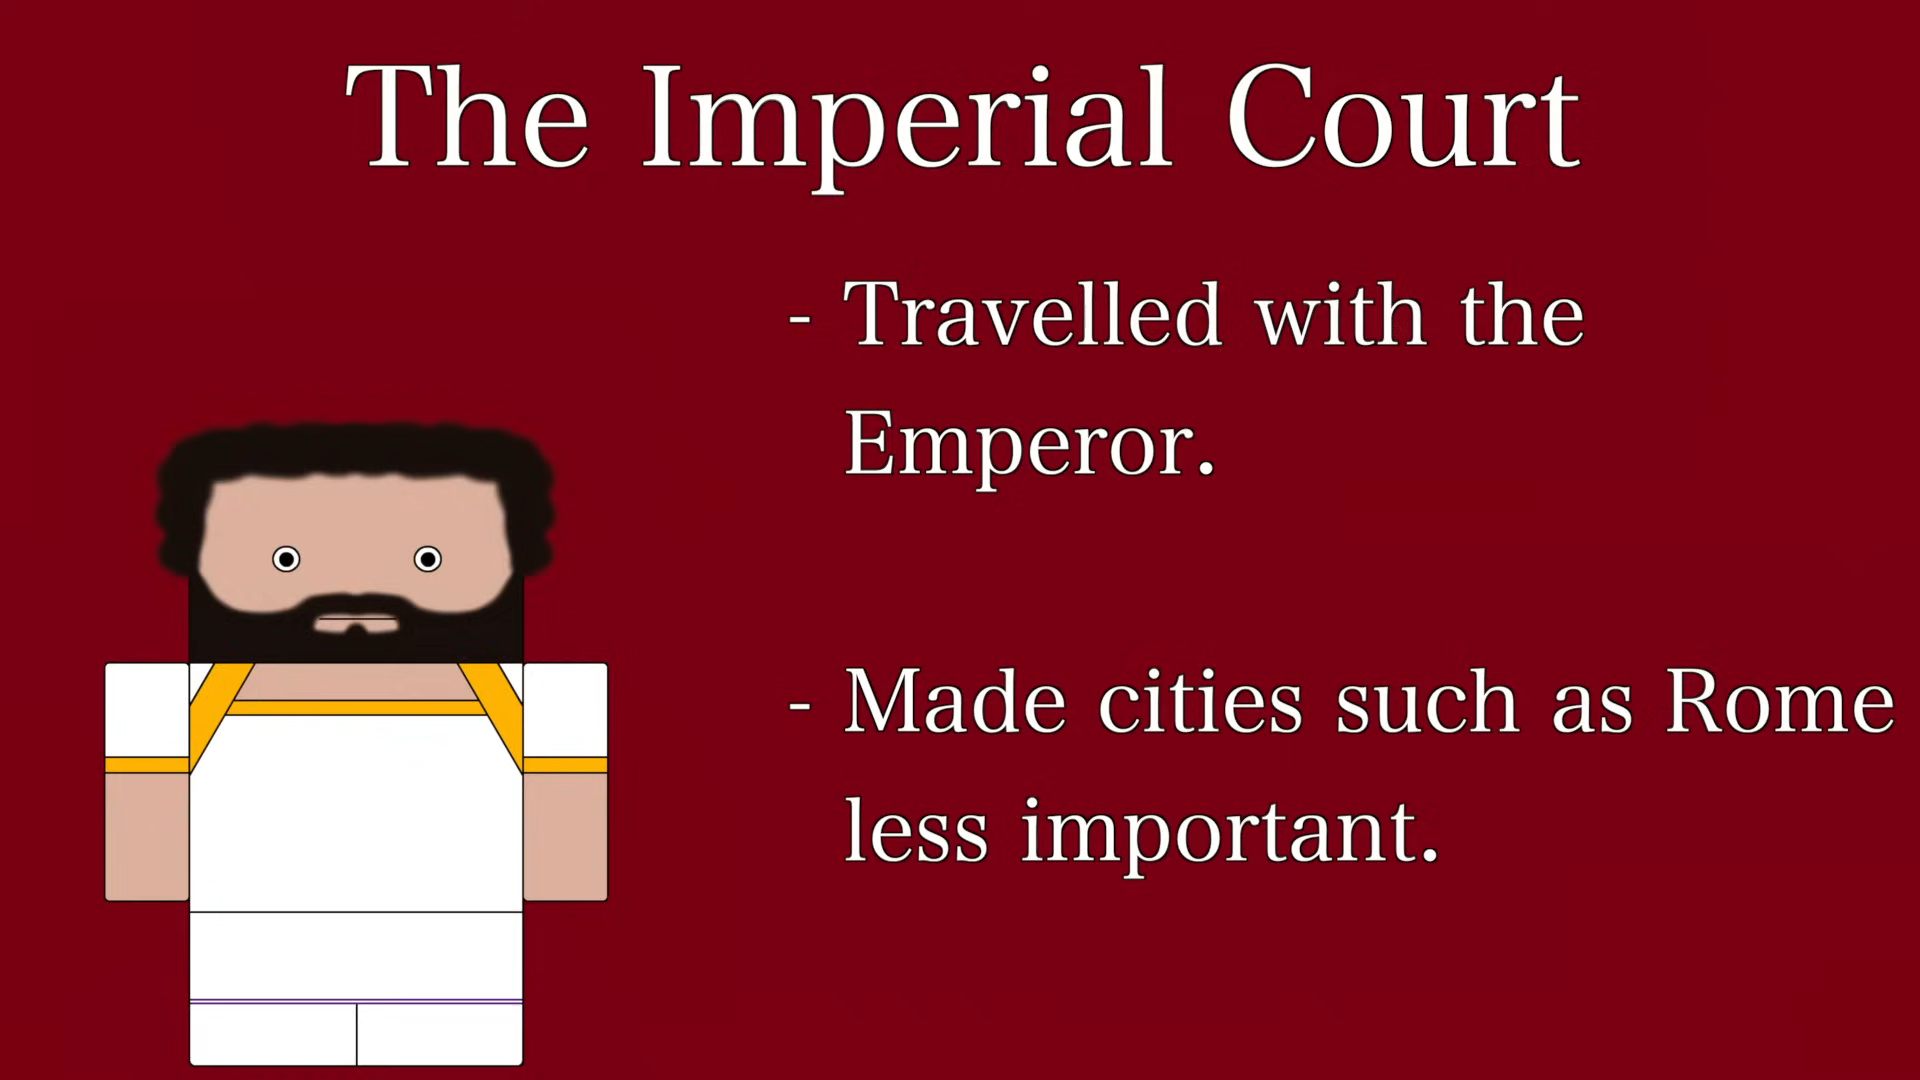 The Imperial Court
- Travelled with the
Emperor.
- Made cities such as Rome
less important.